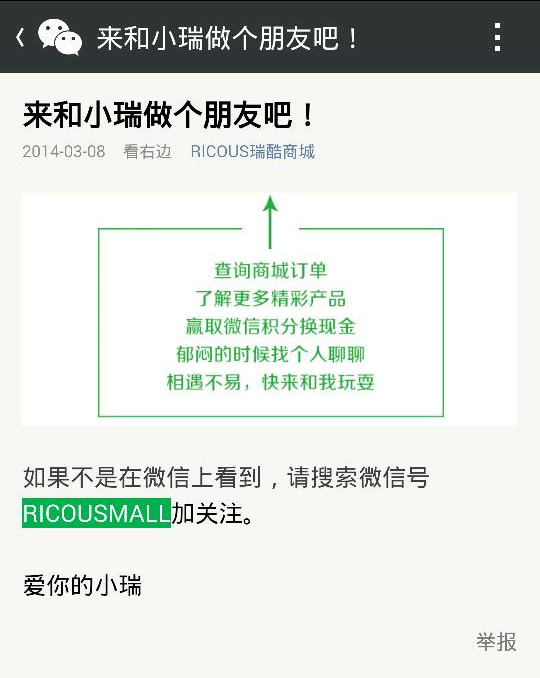 来和小瑞做个朋友吧！
来和小瑞做个朋友吧！
2014-03-08 看右边 RICOUS瑞酷商城
查询商城订单
了解更多精彩产品
赢取微信积分换现金
郁闷的时候找个人聊聊
相遇不易，快来和我玩耍
如果不是在微信上看到，请搜索微信号
RICOUSMALL加关注。
爱你的小瑞
举报